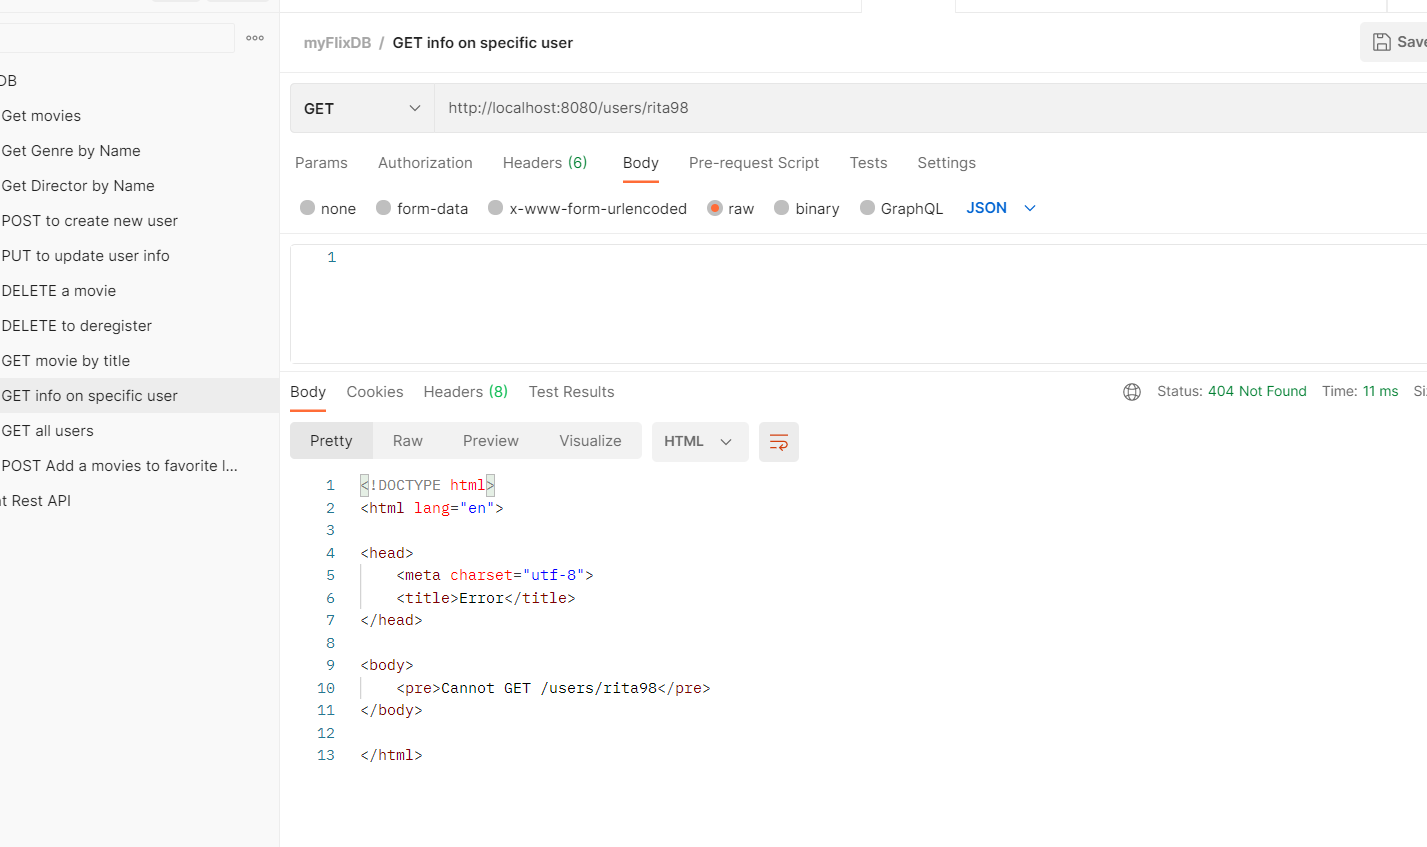 myFlixDB / GET info on specific user
Save
DB
Get movies
Get Genre by Name
Get Director by Name
POST to create new user
PUT to update user info
DELETE a movie
DELETE to deregister
GET movie by title
GET info on specific user
GET all users
POST Add a movies to favorite l...
nt Rest API
GET
http://localhost:8080/users/rita98
Params Authorization Headers (6) Body Pre-request Script Tests Settings
none form-data x-www-form-urlencoded raw binary GraphQL JSON
1
Body Cookies Headers (8) Test Results
Status: 404 Not Found Time: 11 ms Si
Pretty Raw Preview Visualize HTML
1 <!DOCTYPE html>
2 <html lang="en">
3
4 <head>
5 <meta charset="utf-8">
6 <title>Error</title>
7 </head>
8
9 <body>
10 <pre>Cannot GET /users/rita98</pre>
11 </body>
12
13 </html>